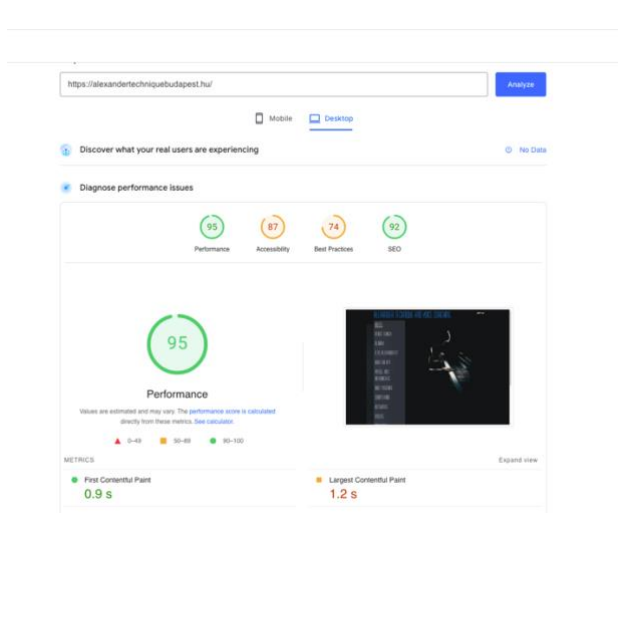 https://alexandertechniquebudapest.hu/
Analyze
Mobile
Desktop
Discover what your real users are experiencing
No Data
Diagnose performance issues
95
87
74
92
Performance
Accessibility
Best Practices
SEO
95
Performance
Values are estimated and may vary. The performance score is calculated
directly from these metrics. See calculator.
0–49
50–89
90–100
METRICS
Expand view
First Contentful Paint
0.9 s
Largest Contentful Paint
1.2 s